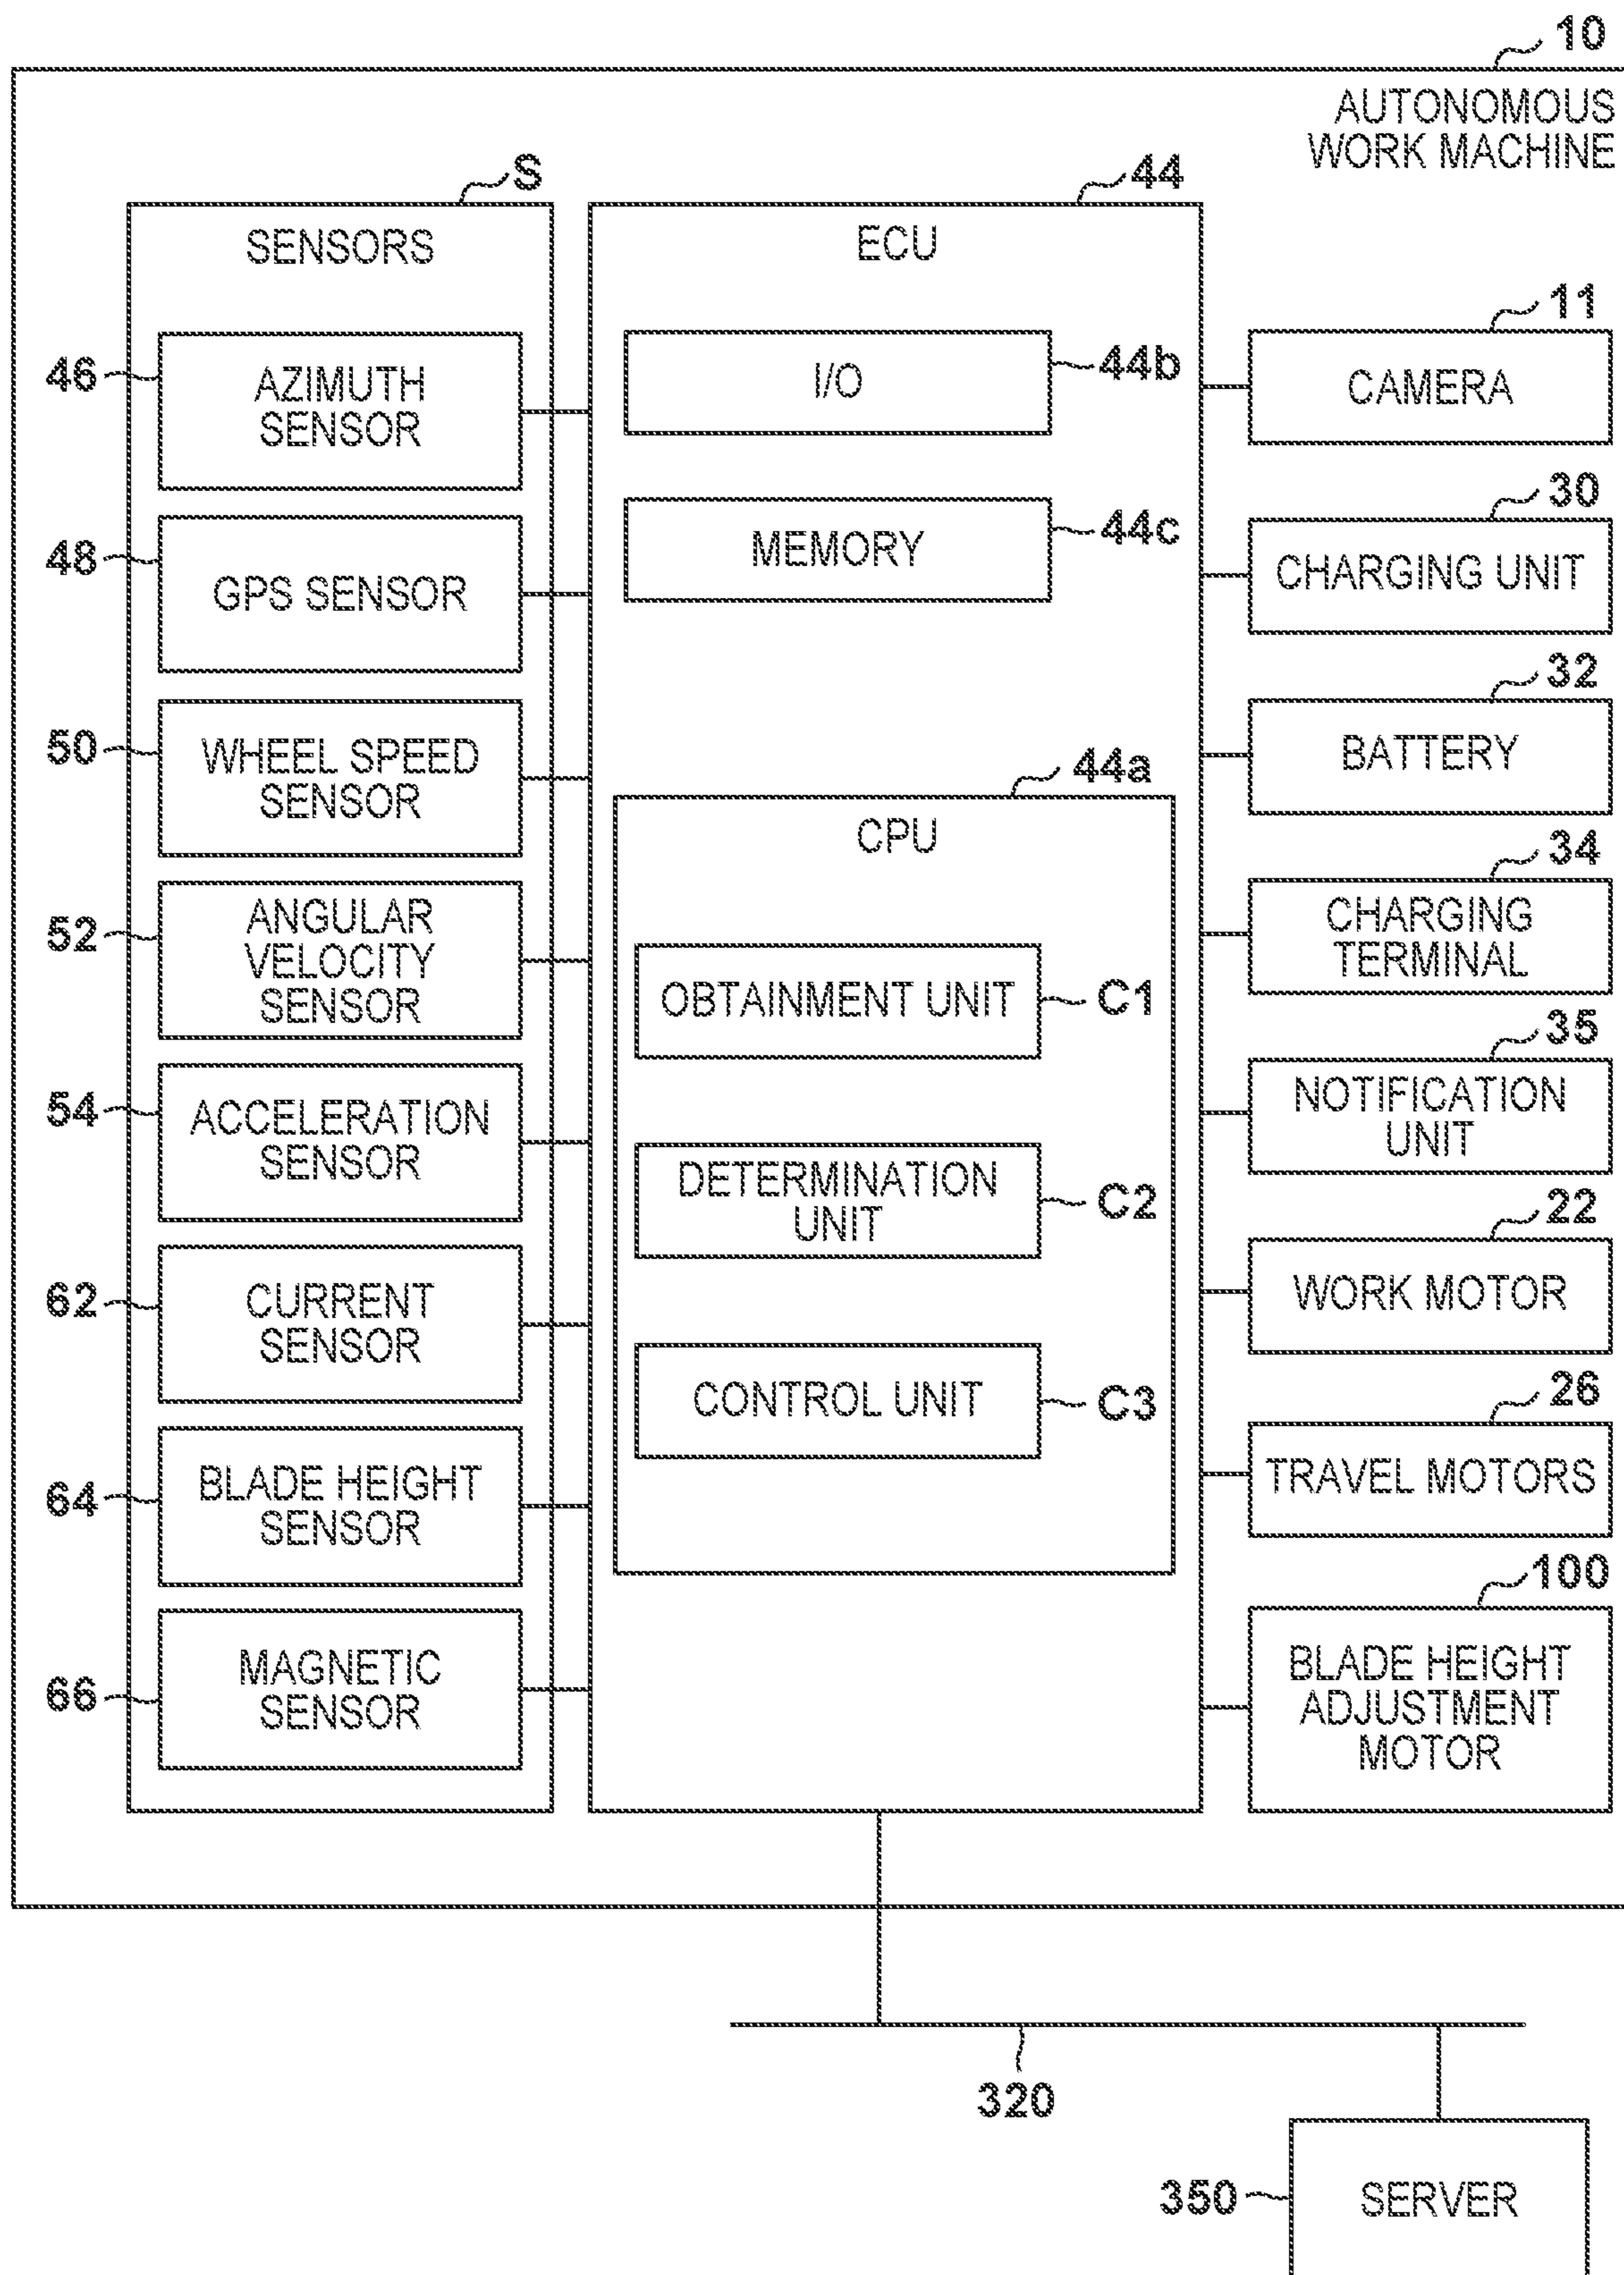 10
AUTONOMOUS
WORK MACHINE
S
SENSORS
46
AZIMUTH
SENSOR
48
GPS SENSOR
50
WHEEL SPEED
SENSOR
52
ANGULAR
VELOCITY
SENSOR
54
ACCELERATION
SENSOR
62
CURRENT
SENSOR
64
BLADE HEIGHT
SENSOR
66
MAGNETIC
SENSOR
44
ECU
I/O
44b
MEMORY
44c
44a
CPU
OBTAINMENT UNIT
C1
DETERMINATION
UNIT
C2
CONTROL UNIT
C3
11
CAMERA
30
CHARGING UNIT
32
BATTERY
34
CHARGING
TERMINAL
35
NOTIFICATION
UNIT
22
WORK MOTOR
26
TRAVEL MOTORS
100
BLADE HEIGHT
ADJUSTMENT
MOTOR
320
350
SERVER